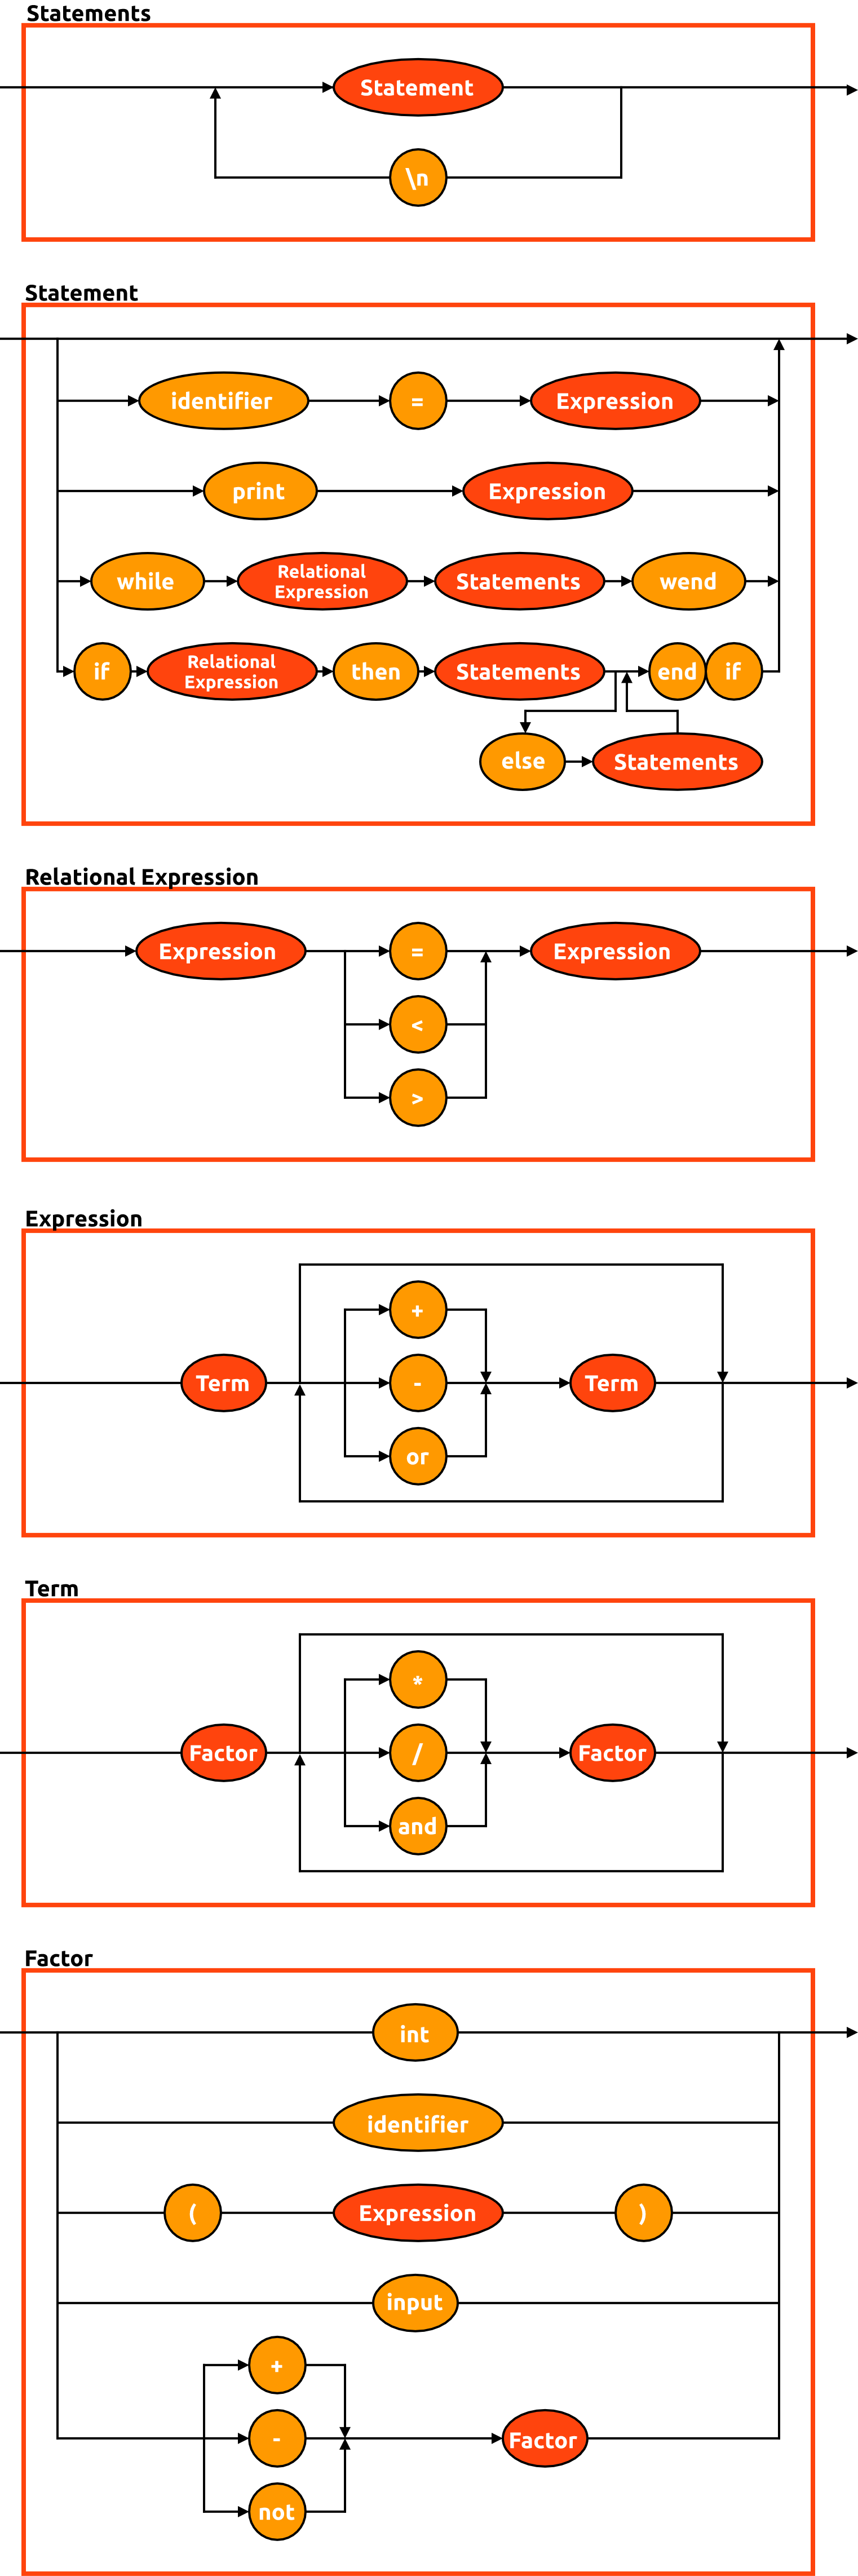 Statements
Statement
\n
Statement
identifier = Expression
print Expression
while Relational Expression Statements wend
if Relational Expression then Statements end if
else Statements
Relational Expression
Expression = Expression
<
>
Expression
+
Term - Term
or
Term
*
Factor / Factor
and
Factor
int
identifier
( Expression )
input
+
- Factor
not